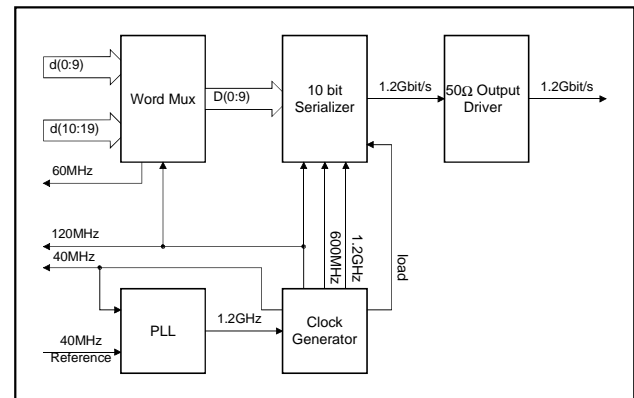 d(0:9)
d(10:19)
Word Mux
D(0:9)
10 bit
Serializer
1.2Gbit/s
50Ω Output
Driver
1.2Gbit/s
60MHz
120MHz
40MHz
600MHz
1.2GHz
load
40MHz
Reference
PLL
1.2GHz
Clock
Generator